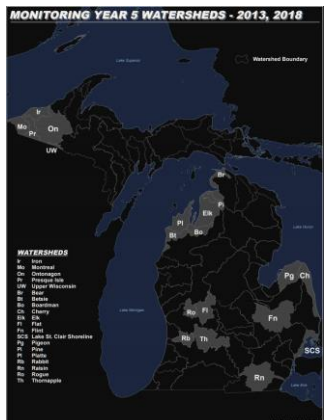 MONITORING YEAR 5 WATERSHEDS - 2013, 2018
Lake Superior
Watershed Boundary
Ir
Mo
On
Pr
UW
Br
Pi
Elk
Pl
Bt
Bo
Lake Huron
WATERSHEDS
Ir Iron
Mo Montreal
On Ontonagon
Pr Presque Isle
UW Upper Wisconsin
Br Bear
Bt Betsie
Bo Boardman
Ch Cherry
Elk Elk
Fl Flat
Fn Flint
SCS Lake St. Clair Shoreline
Pg Pigeon
Pi Pine
Pl Platte
Rb Rabbit
Rn Raisin
Ro Rogue
Th Thornapple
Lake Michigan
Pg Ch
Ro Fl
Fn
Rb Th
SCS
Rn
Lake Erie